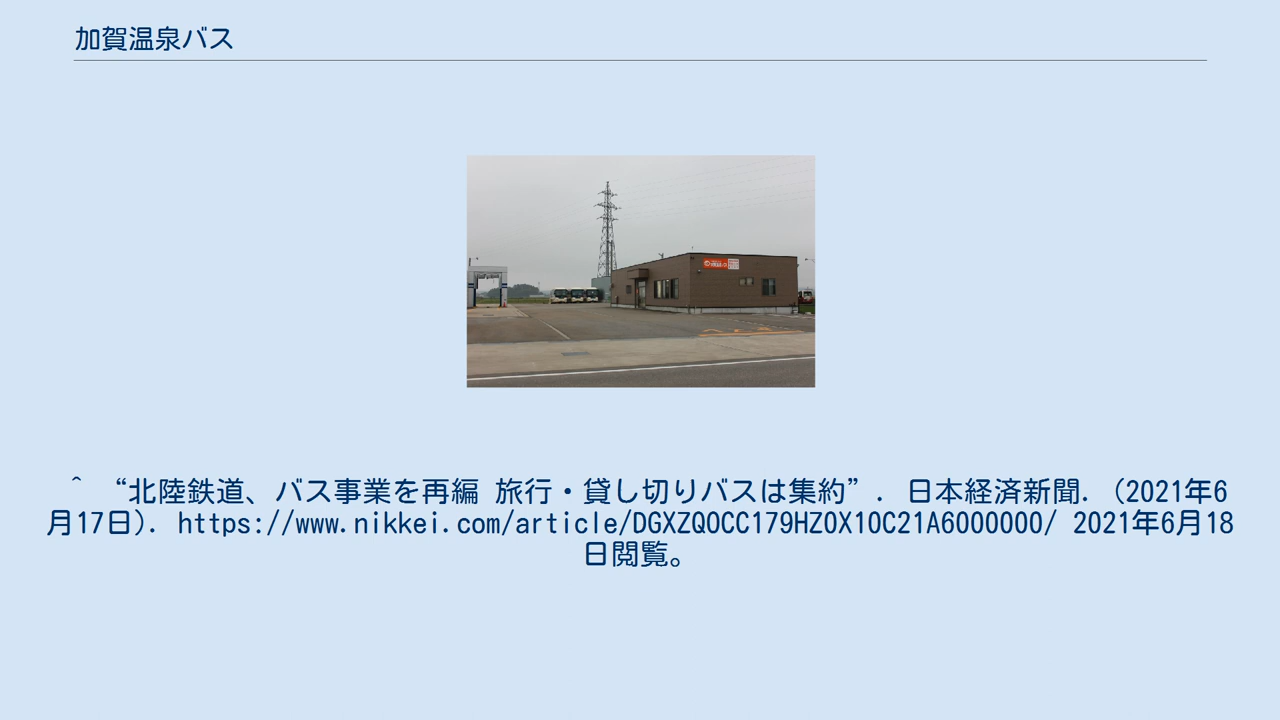 加賀温泉バス
^ “北陸鉄道、バス事業を再編 旅行・貸し切りバスは集約”. 日本経済新聞. (2021年6
月17日). https://www.nikkei.com/article/DGXZQOCC179HZ0X10C21A6000000/ 2021年6月18
日閲覧。